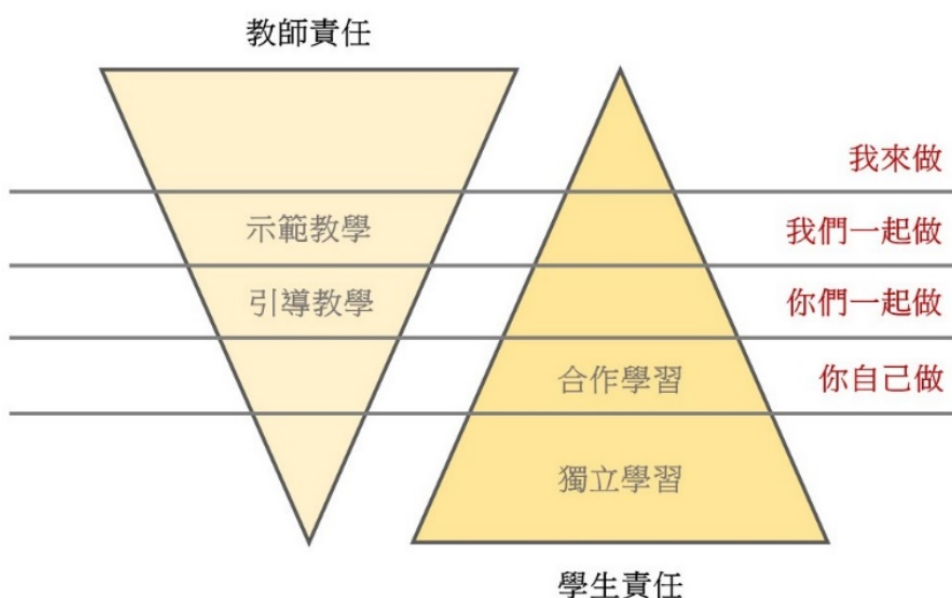 教師責任
我來做
示範教學
我們一起做
引導教學
你們一起做
合作學習
你自己做
獨立學習
學生責任